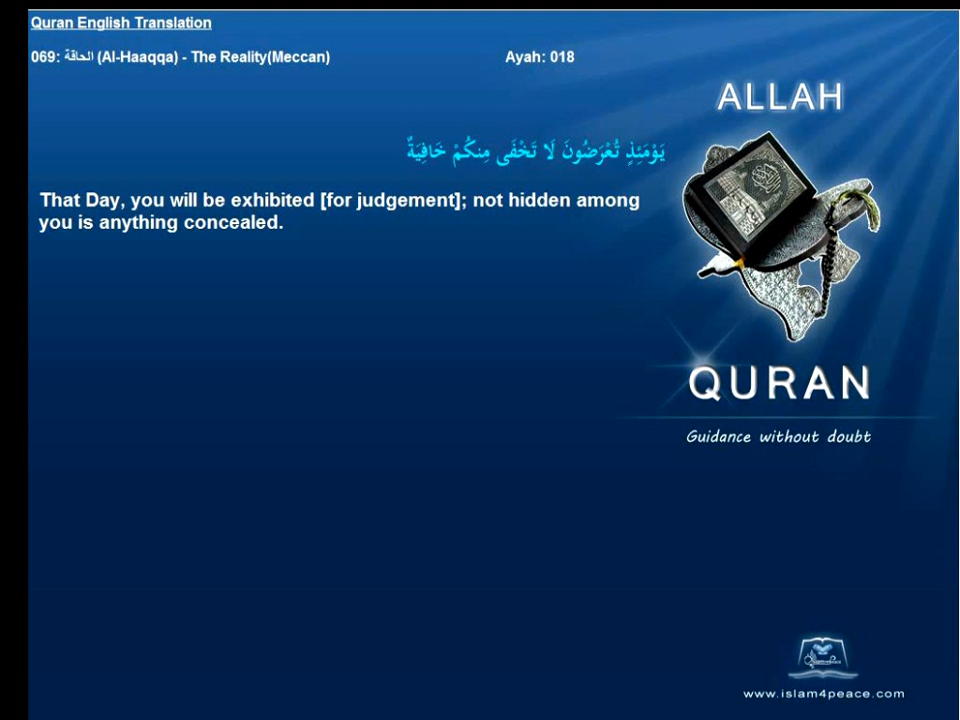 Quran English Translation
069: الحاقة (Al-Haaqqa) - The Reality(Meccan)
Ayah: 018
ALLAH
يَوْمَئِذٍ تُعْرَضُونَ لَا تَخْفَى مِنكُمْ خَافِيَةٌ
That Day, you will be exhibited [for judgement]; not hidden among
you is anything concealed.
QURAN
Guidance without doubt
www.islam4peace.com